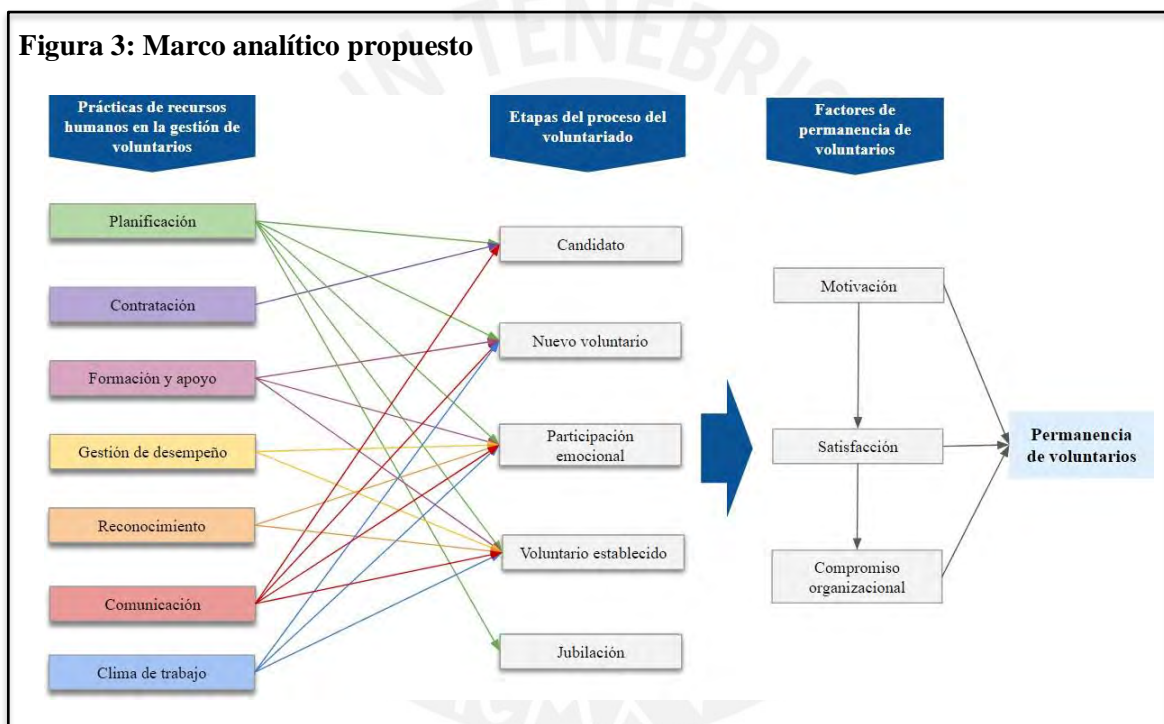 Figura 3: Marco analítico propuesto
Prácticas de recursos
humanos en la gestión de
voluntarios
Etapas del proceso del
voluntariado
Factores de
permanencia de
voluntarios
Planificación
Contratación
Formación y apoyo
Gestión de desempeño
Reconocimiento
Comunicación
Clima de trabajo
Candidato
Nuevo voluntario
Participación
emocional
Voluntario establecido
Jubilación
Motivación
Satisfacción
Compromiso
organizacional
Permanencia
de voluntarios
IN TENEBRIS